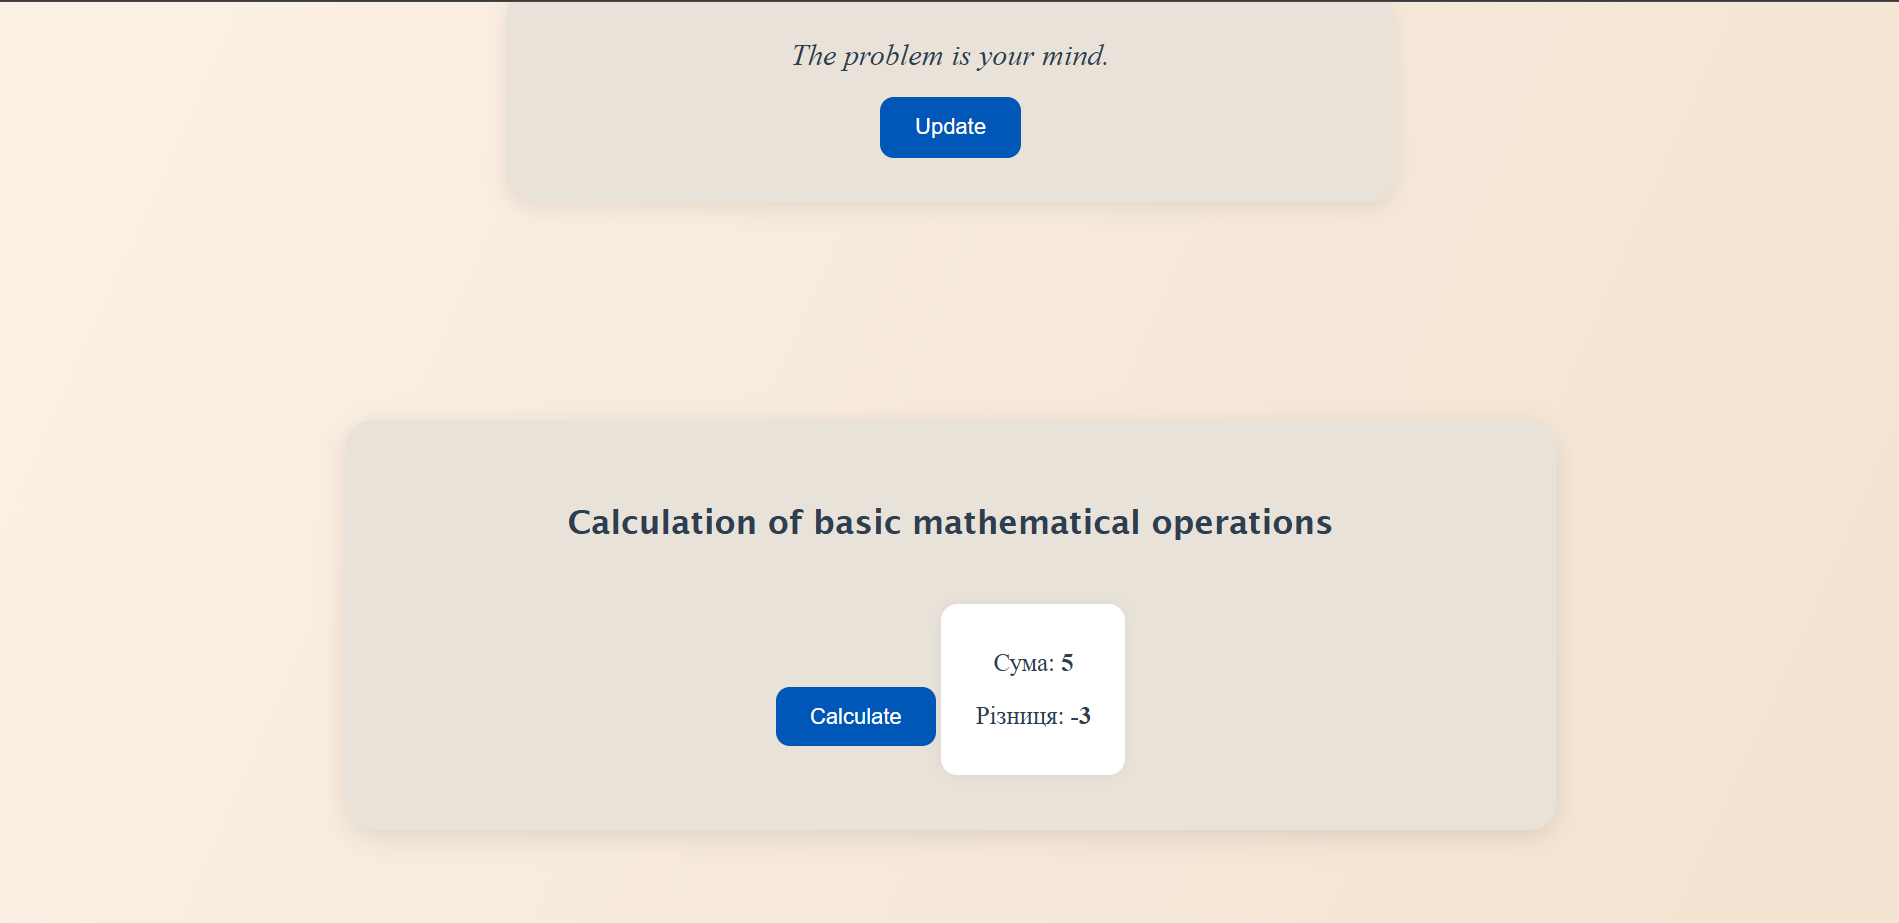 The problem is your mind.
Update
Calculation of basic mathematical operations
Сума: 5
Різниця: -3
Calculate